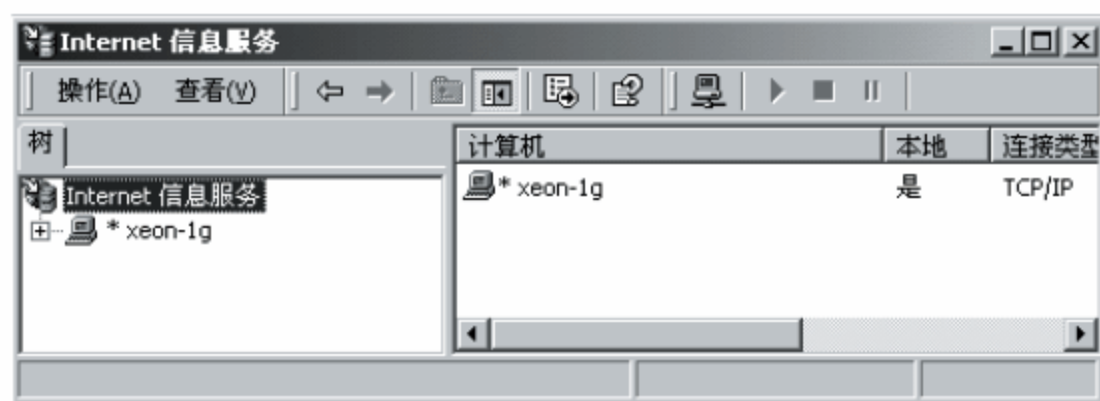 Internet 信息服务
操作(A) 查看(V)
树
计算机 本地 连接类型
Internet 信息服务
* xeon-1g
* xeon-1g 是 TCP/IP